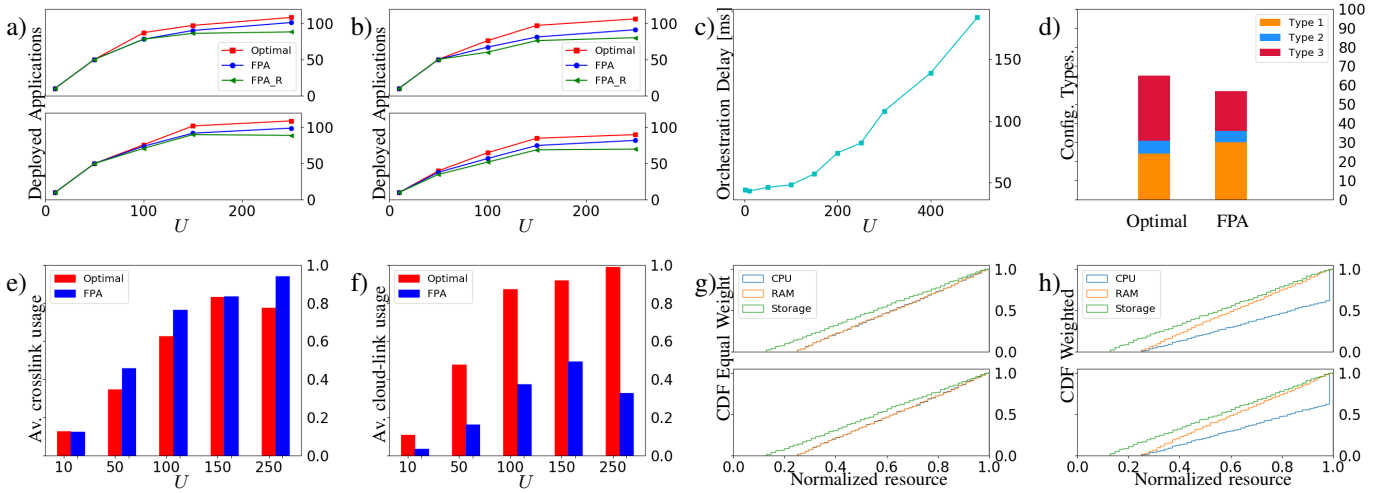 a)
Deployed Applications
Optimal
FPA
FPA_R
100
50
0
100
50
0
0
100
200
U
b)
Deployed Applications
Optimal
FPA
FPA_R
100
50
0
100
50
0
0
100
200
U
c)
Orchestration Delay [ms]
150
100
50
0
200
400
U
d)
Config. Types.
Type 1
Type 2
Type 3
100
90
80
70
60
50
40
30
20
10
0
Optimal
FPA
e)
Av. crosslink usage
Optimal
FPA
1.0
0.8
0.6
0.4
0.2
0.0
10
50
100
150
250
U
f)
Av. cloud-link usage
Optimal
FPA
1.0
0.8
0.6
0.4
0.2
0.0
10
50
100
150
250
U
g)
CDF Equal Weight
CPU
RAM
Storage
1.0
0.5
0.0
1.0
0.5
0.0
0.0
0.2
0.4
0.6
0.8
1.0
Normalized resource
h)
CDF Weighted
CPU
RAM
Storage
1.0
0.5
0.0
1.0
0.5
0.0
0.0
0.2
0.4
0.6
0.8
1.0
Normalized resource